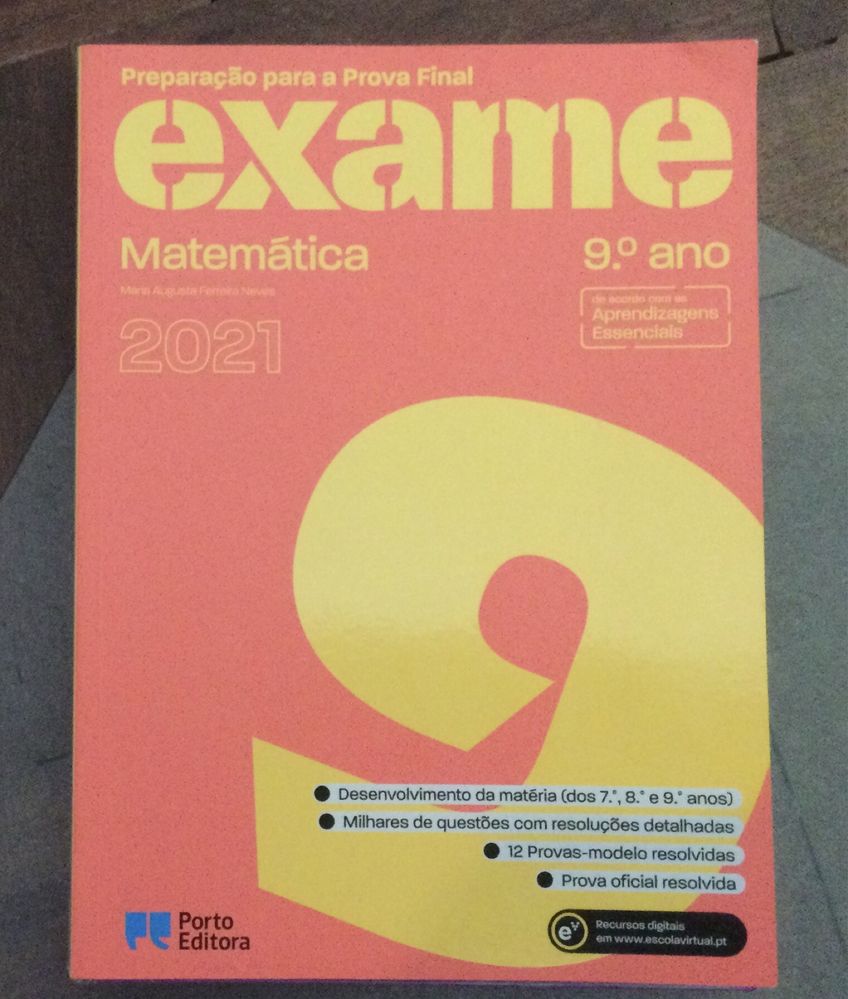 Preparação para a Prova Final
exame
Matemática
9.º ano
Maria Augusta Ferreira Neves
2021
de acordo com as
Aprendizagens
Essenciais
9
Desenvolvimento da matéria (dos 7.º, 8.º e 9.º anos)
Milhares de questões com resoluções detalhadas
12 Provas-modelo resolvidas
Prova oficial resolvida
Porto
Editora
ev
Recursos digitais
em www.escolavirtual.pt